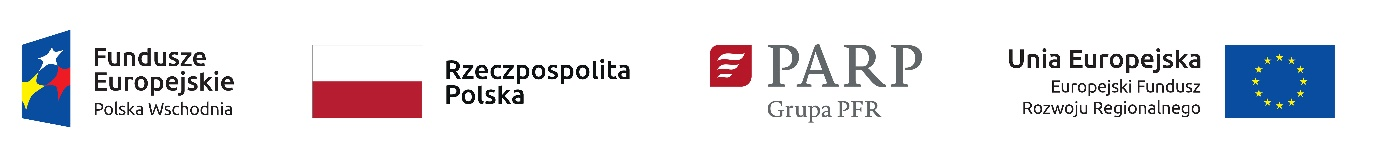 Fundusze
Europejskie
Polska Wschodnia
Rzeczpospolita
Polska
PARP
Grupa PFR
Unia Europejska
Europejski Fundusz
Rozwoju Regionalnego